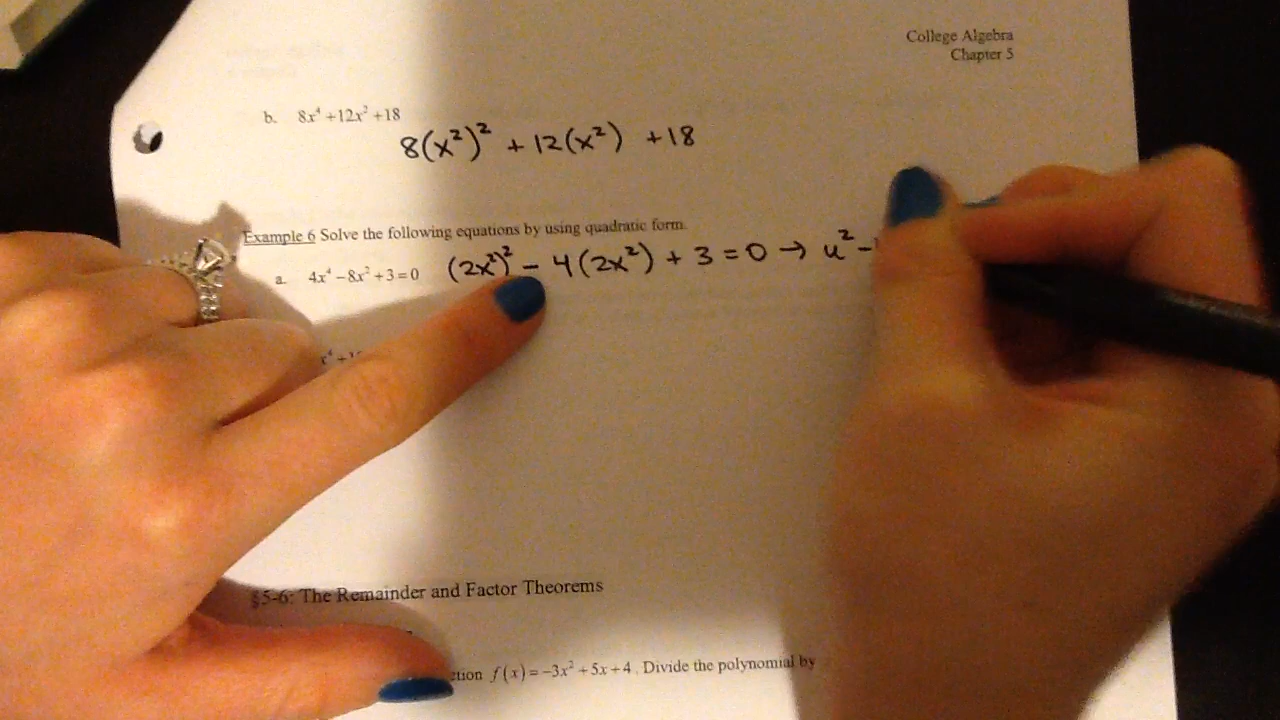 College Algebra
Chapter 5
b. 8x⁴ +12x² +18
8(x²)² + 12(x²) +18
Example 6 Solve the following equations by using quadratic form.
a. 4x⁴ −8x² +3=0 (2x²)² − 4(2x²) + 3 = 0 → u² −
§5-6: The Remainder and Factor Theorems
f(x) = −3x² +5x+4. Divide the polynomial by